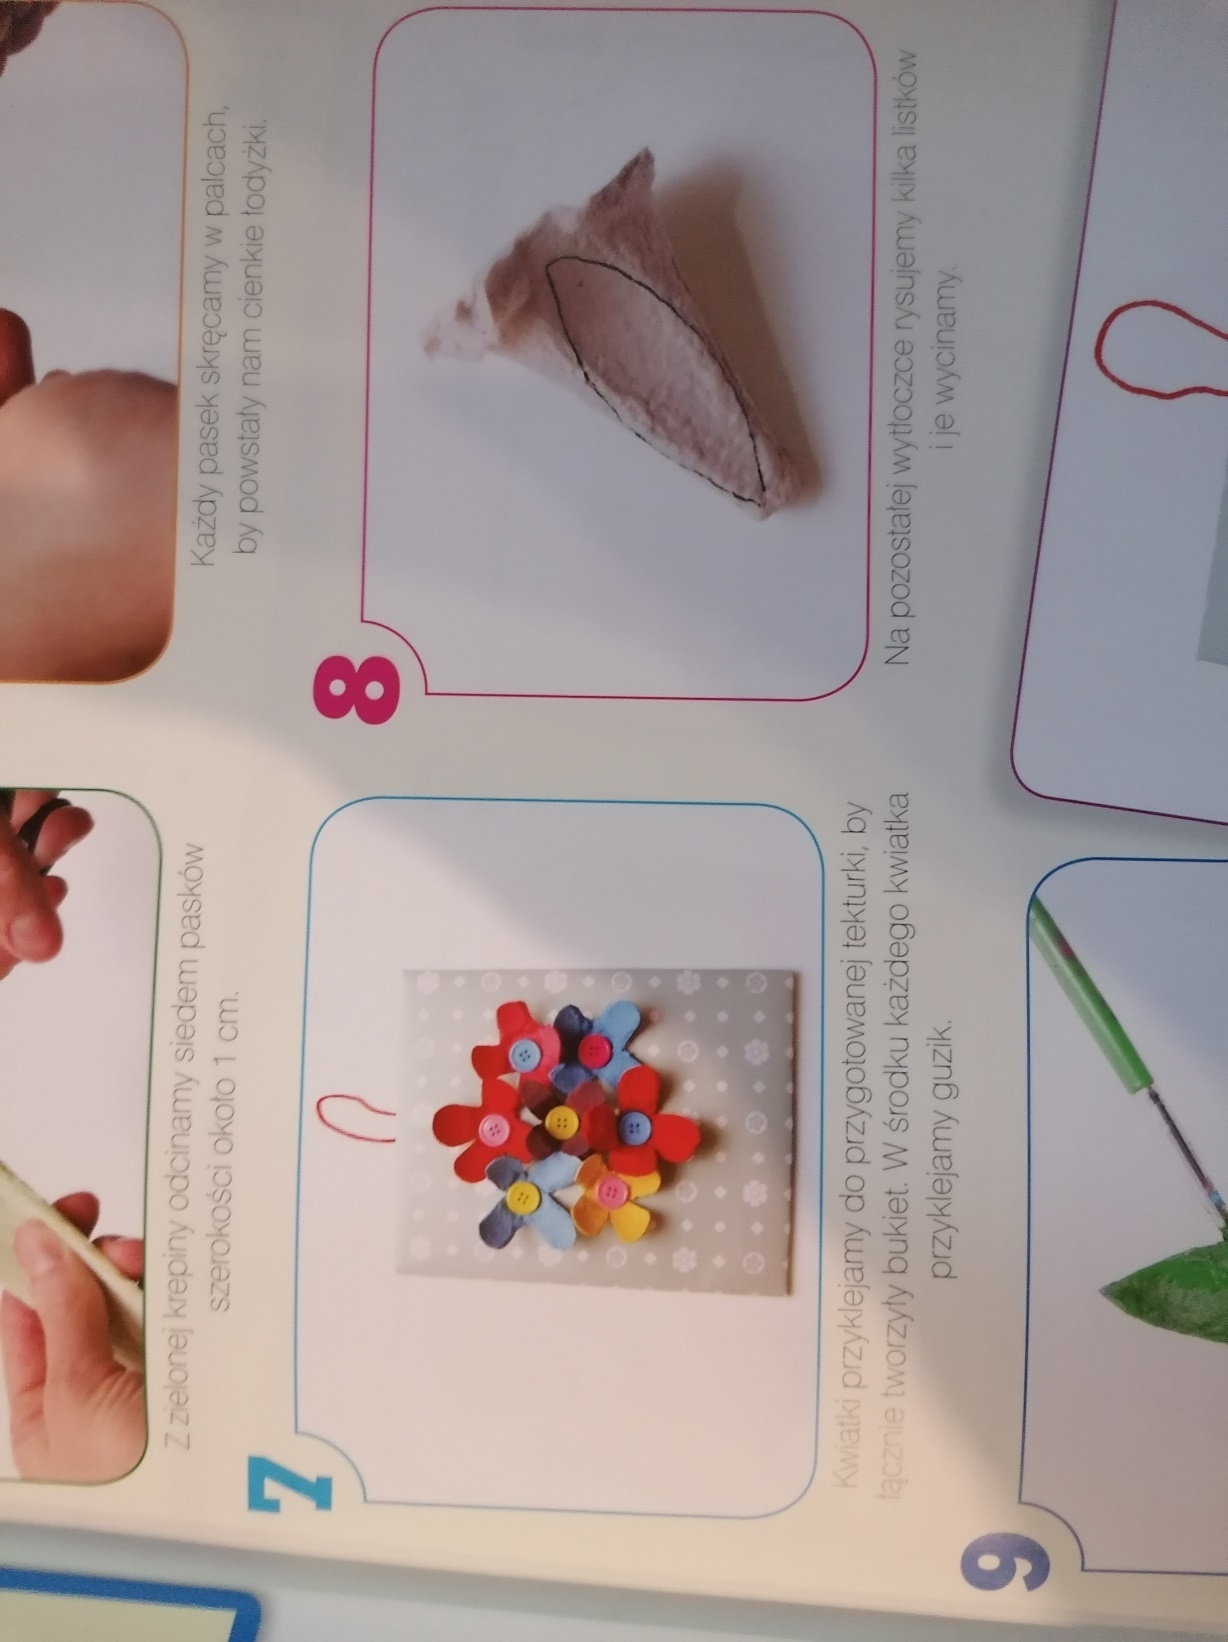 Z zielonej krepiny odcinamy siedem pasków
szerokości około 1 cm.
Każdy pasek skręcamy w palcach,
by powstały nam cienkie łodyżki.
7
Kwiatki przyklejamy do przygotowanej tekturki, by
łącznie tworzyły bukiet. W środku każdego kwiatka
przyklejamy guzik.
8
Na pozostałej wytłoczce rysujemy kilka listków
i je wycinamy.
9